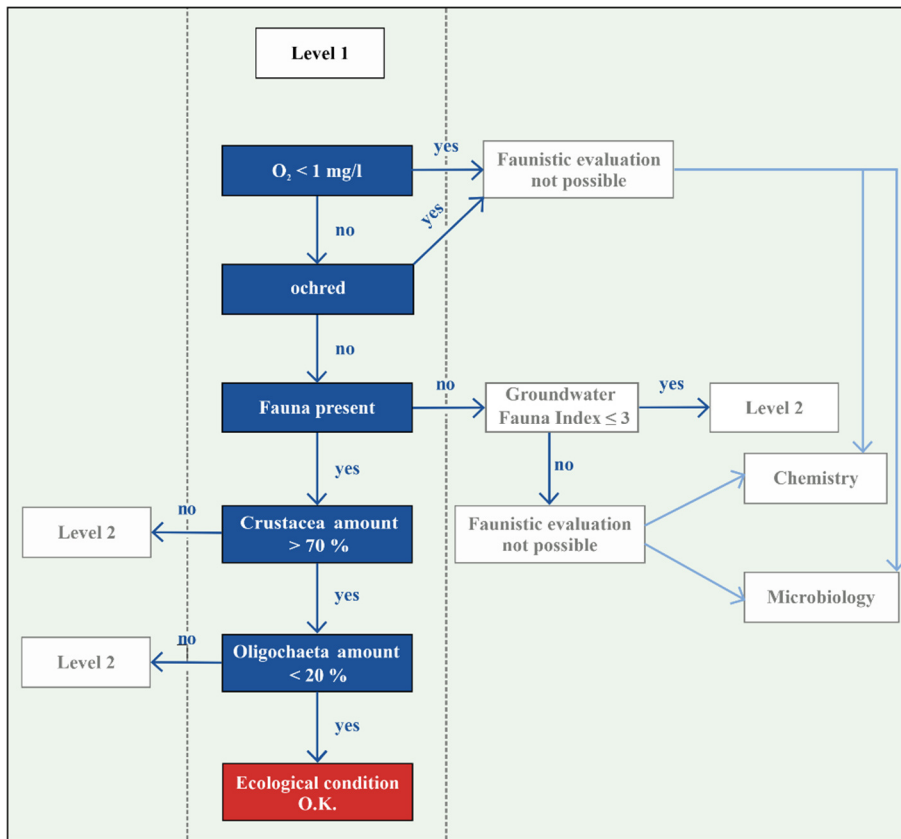 Level 1
O₂ < 1 mg/l
yes
Faunistic evaluation
not possible
yes
no
ochred
no
Fauna present
no
Groundwater
Fauna Index ≤ 3
yes
Level 2
yes
no
Chemistry
Level 2
no
Crustacea amount
> 70 %
Faunistic evaluation
not possible
yes
Microbiology
Level 2
no
Oligochaeta amount
< 20 %
yes
Ecological condition
O.K.